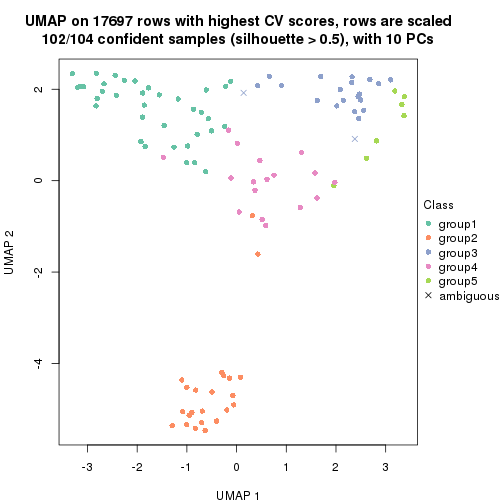 UMAP on 17697 rows with highest CV scores, rows are scaled
102/104 confident samples (silhouette > 0.5), with 10 PCs
2
0
-2
-4
UMAP 2
-3 -2 -1 0 1 2 3
UMAP 1
Class
group1
group2
group3
group4
group5
ambiguous